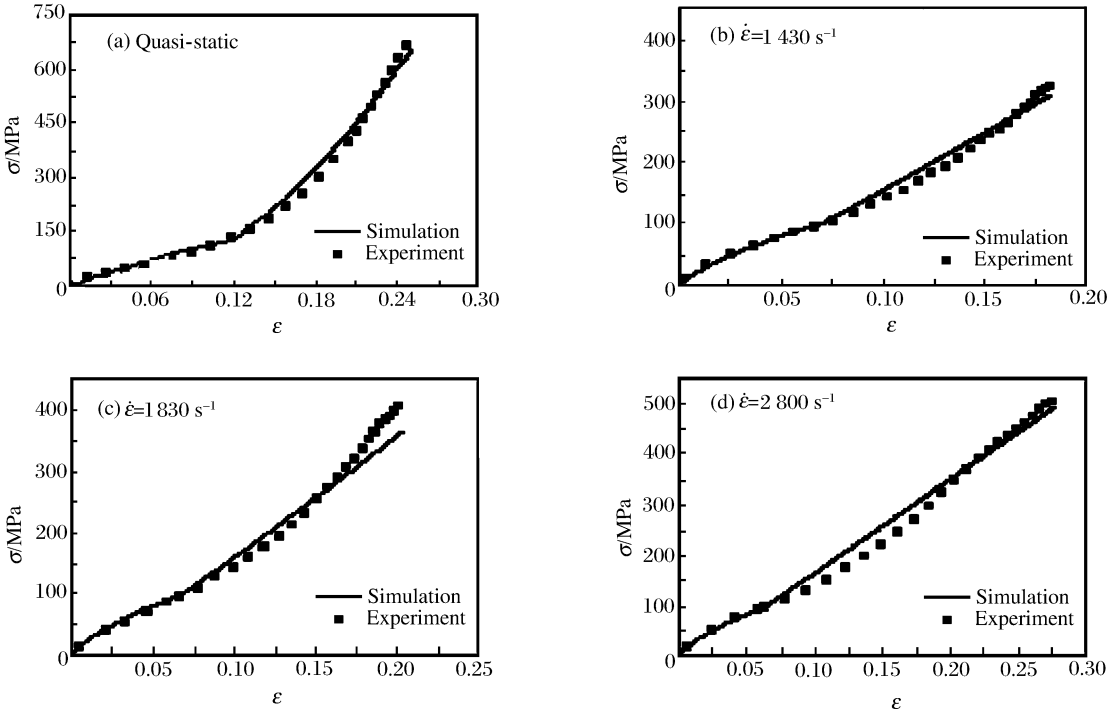 (a) Quasi-static
σ/MPa
750
600
450
300
150
0
0.06 0.12 0.18 0.24 0.30
ε
Simulation
Experiment
(b) ε̇=1 430 s⁻¹
σ/MPa
400
300
200
100
0
0.05 0.10 0.15 0.20
ε
Simulation
Experiment
(c) ε̇=1 830 s⁻¹
σ/MPa
400
300
200
100
0
0.05 0.10 0.15 0.20 0.25
ε
Simulation
Experiment
(d) ε̇=2 800 s⁻¹
σ/MPa
500
400
300
200
100
0
0.05 0.10 0.15 0.20 0.25 0.30
ε
Simulation
Experiment